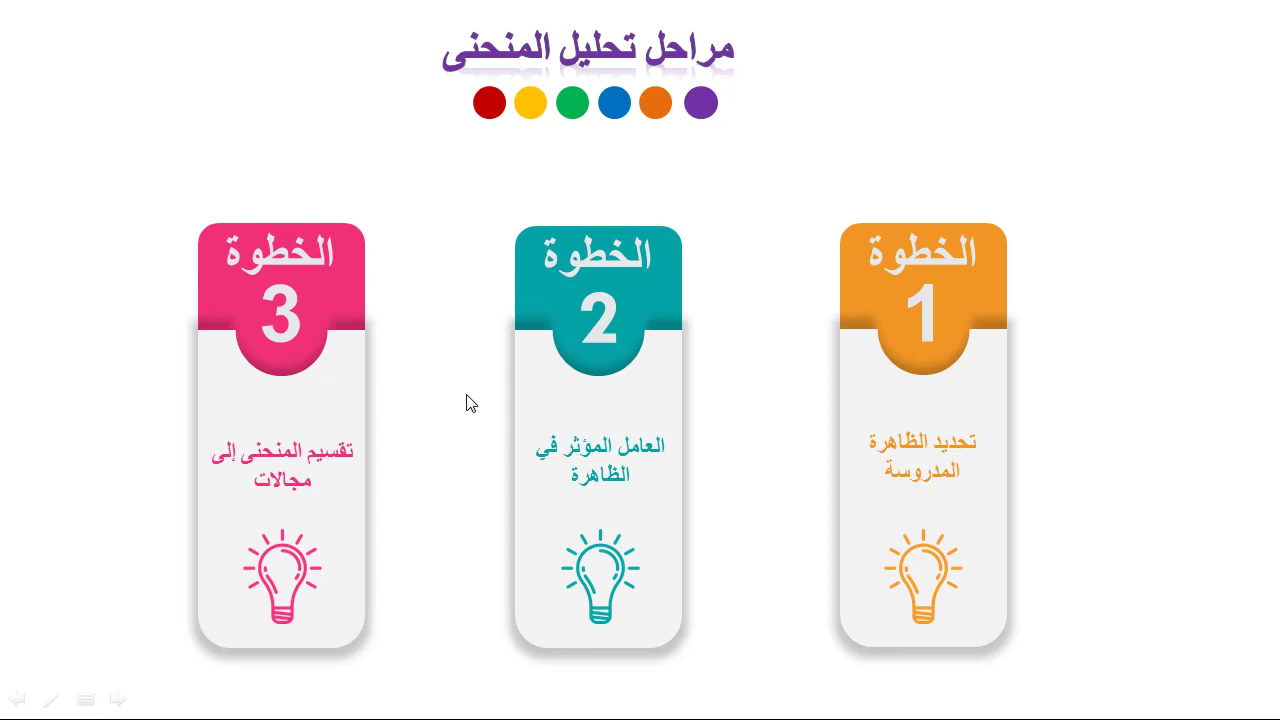 مراحل تحليل المنحنى
الخطوة
1
تحديد الظاهرة
المدروسة
الخطوة
2
العامل المؤثر في
الظاهرة
الخطوة
3
تقسيم المنحنى إلى
مجالات